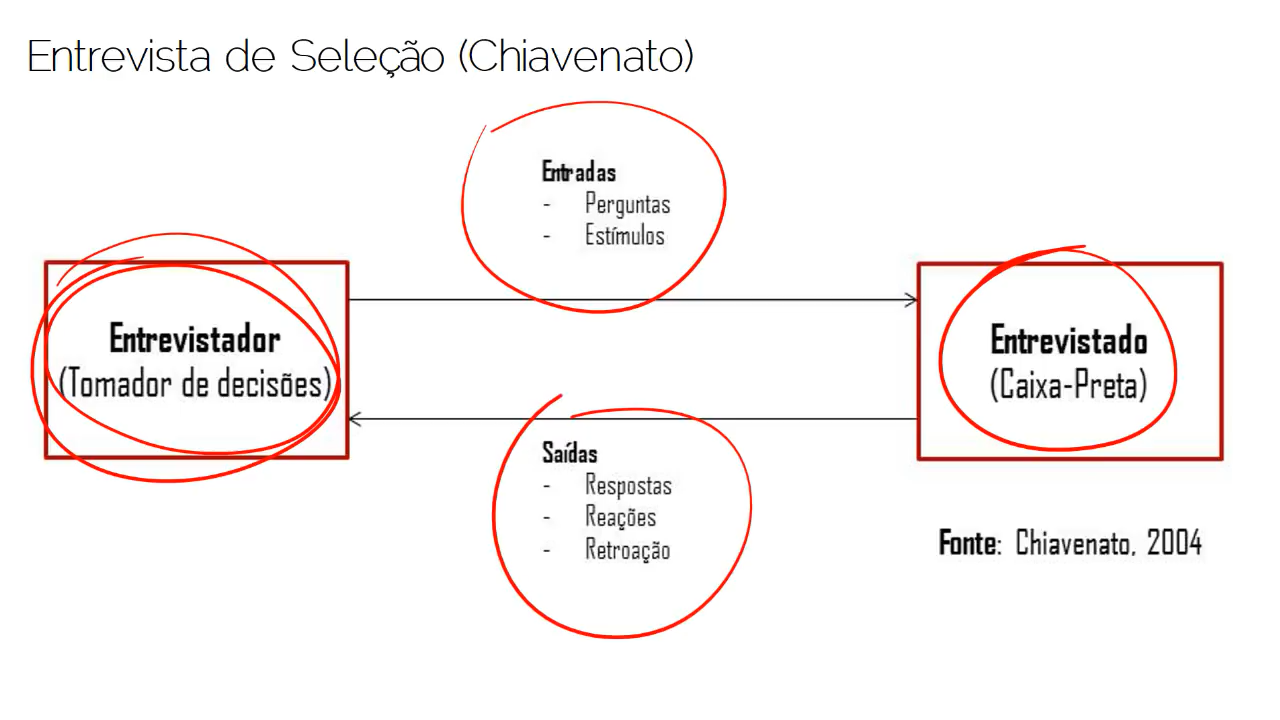 Entrevista de Seleção (Chiavenato)
Entradas
- Perguntas
- Estímulos
Entrevistador
(Tomador de decisões)
Entrevistado
(Caixa-Preta)
Saídas
- Respostas
- Reações
- Retroação
Fonte: Chiavenato, 2004